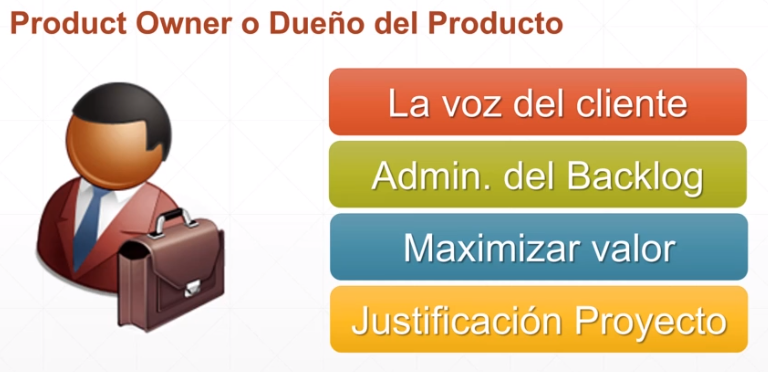 Product Owner o Dueño del Producto
La voz del cliente
Admin. del Backlog
Maximizar valor
Justificación Proyecto